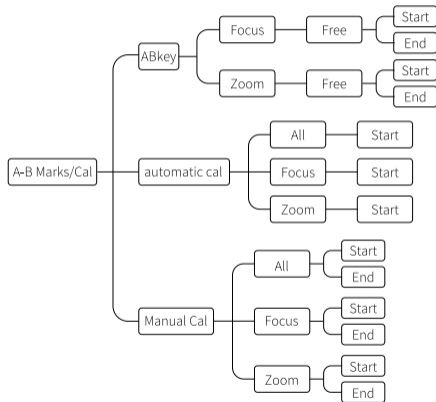 A-B Marks/Cal
ABkey
Focus
Free
Start
End
Zoom
Free
Start
End
automatic cal
All
Start
Focus
Start
Zoom
Start
Manual Cal
All
Start
End
Focus
Start
End
Zoom
Start
End